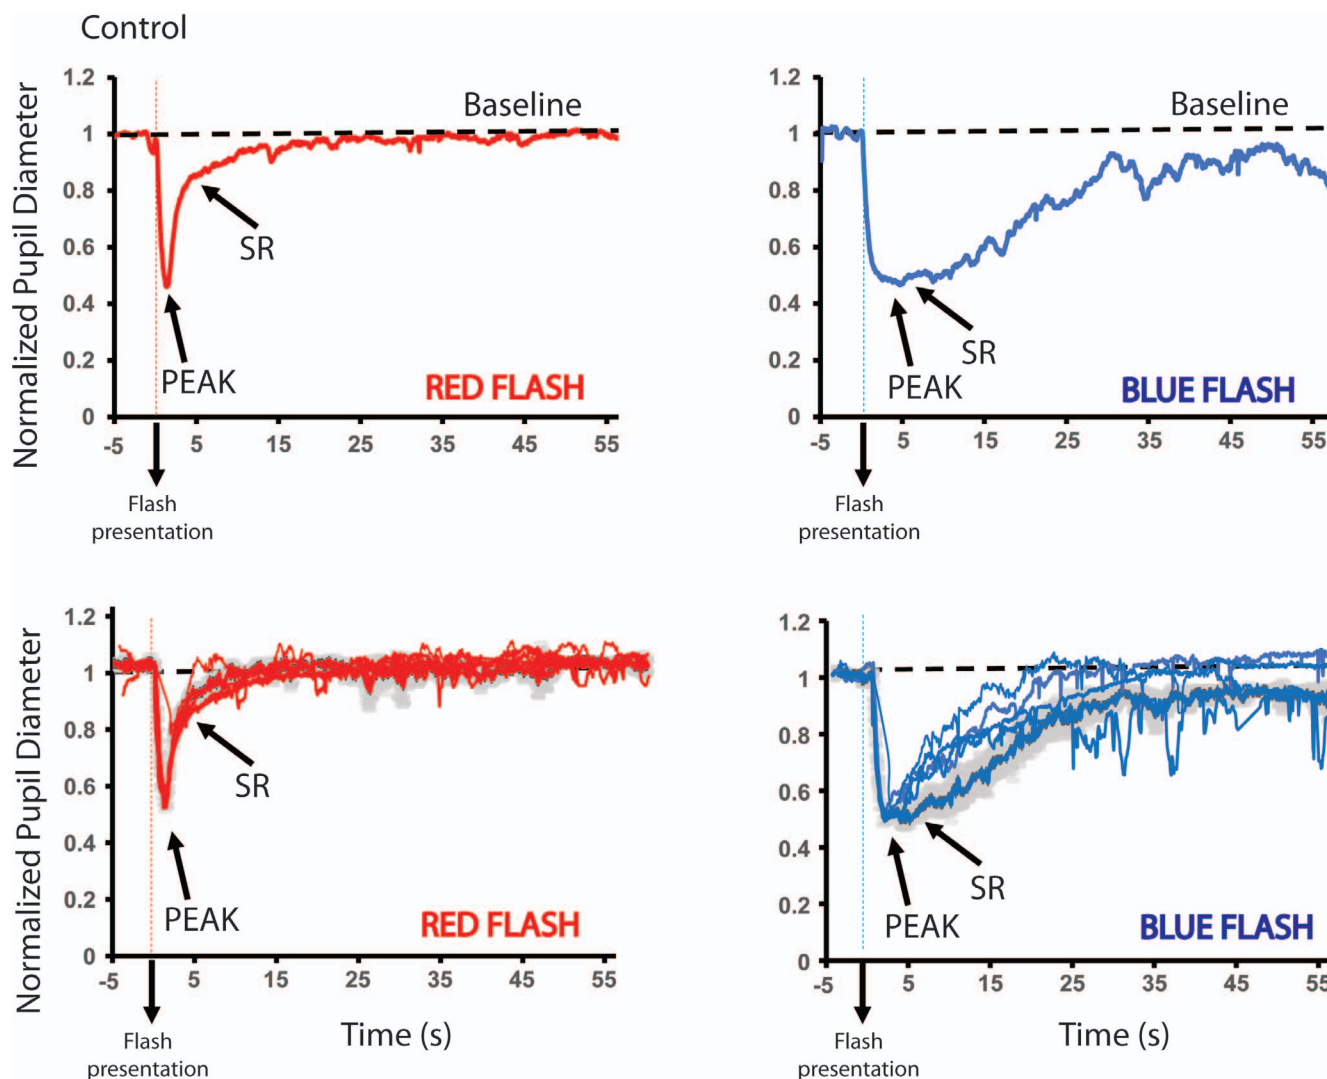 Control
Normalized Pupil Diameter
1.2
1
0.8
0.6
0.4
0.2
0
Baseline
SR
PEAK
RED FLASH
-5
5
15
25
35
45
55
Flash
presentation
1.2
1
0.8
0.6
0.4
0.2
0
Baseline
SR
PEAK
BLUE FLASH
-5
5
15
25
35
45
55
Flash
presentation
Normalized Pupil Diameter
1.2
1
0.8
0.6
0.4
0.2
0
SR
PEAK
RED FLASH
-5
5
15
25
35
45
55
Time (s)
Flash
presentation
1.2
1
0.8
0.6
0.4
0.2
0
SR
PEAK
BLUE FLASH
-5
5
15
25
35
45
55
Time (s)
Flash
presentation